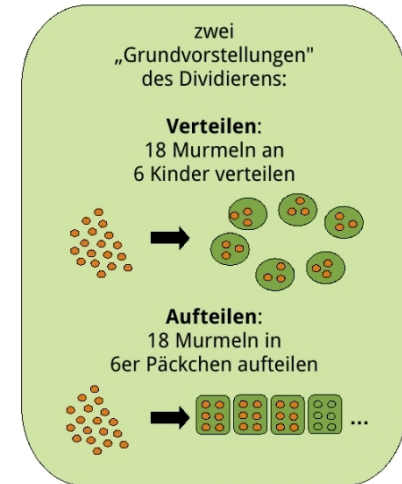 zwei
„Grundvorstellungen"
des Dividierens:
Verteilen:
18 Murmeln an
6 Kinder verteilen
Aufteilen:
18 Murmeln in
6er Päckchen aufteilen
...